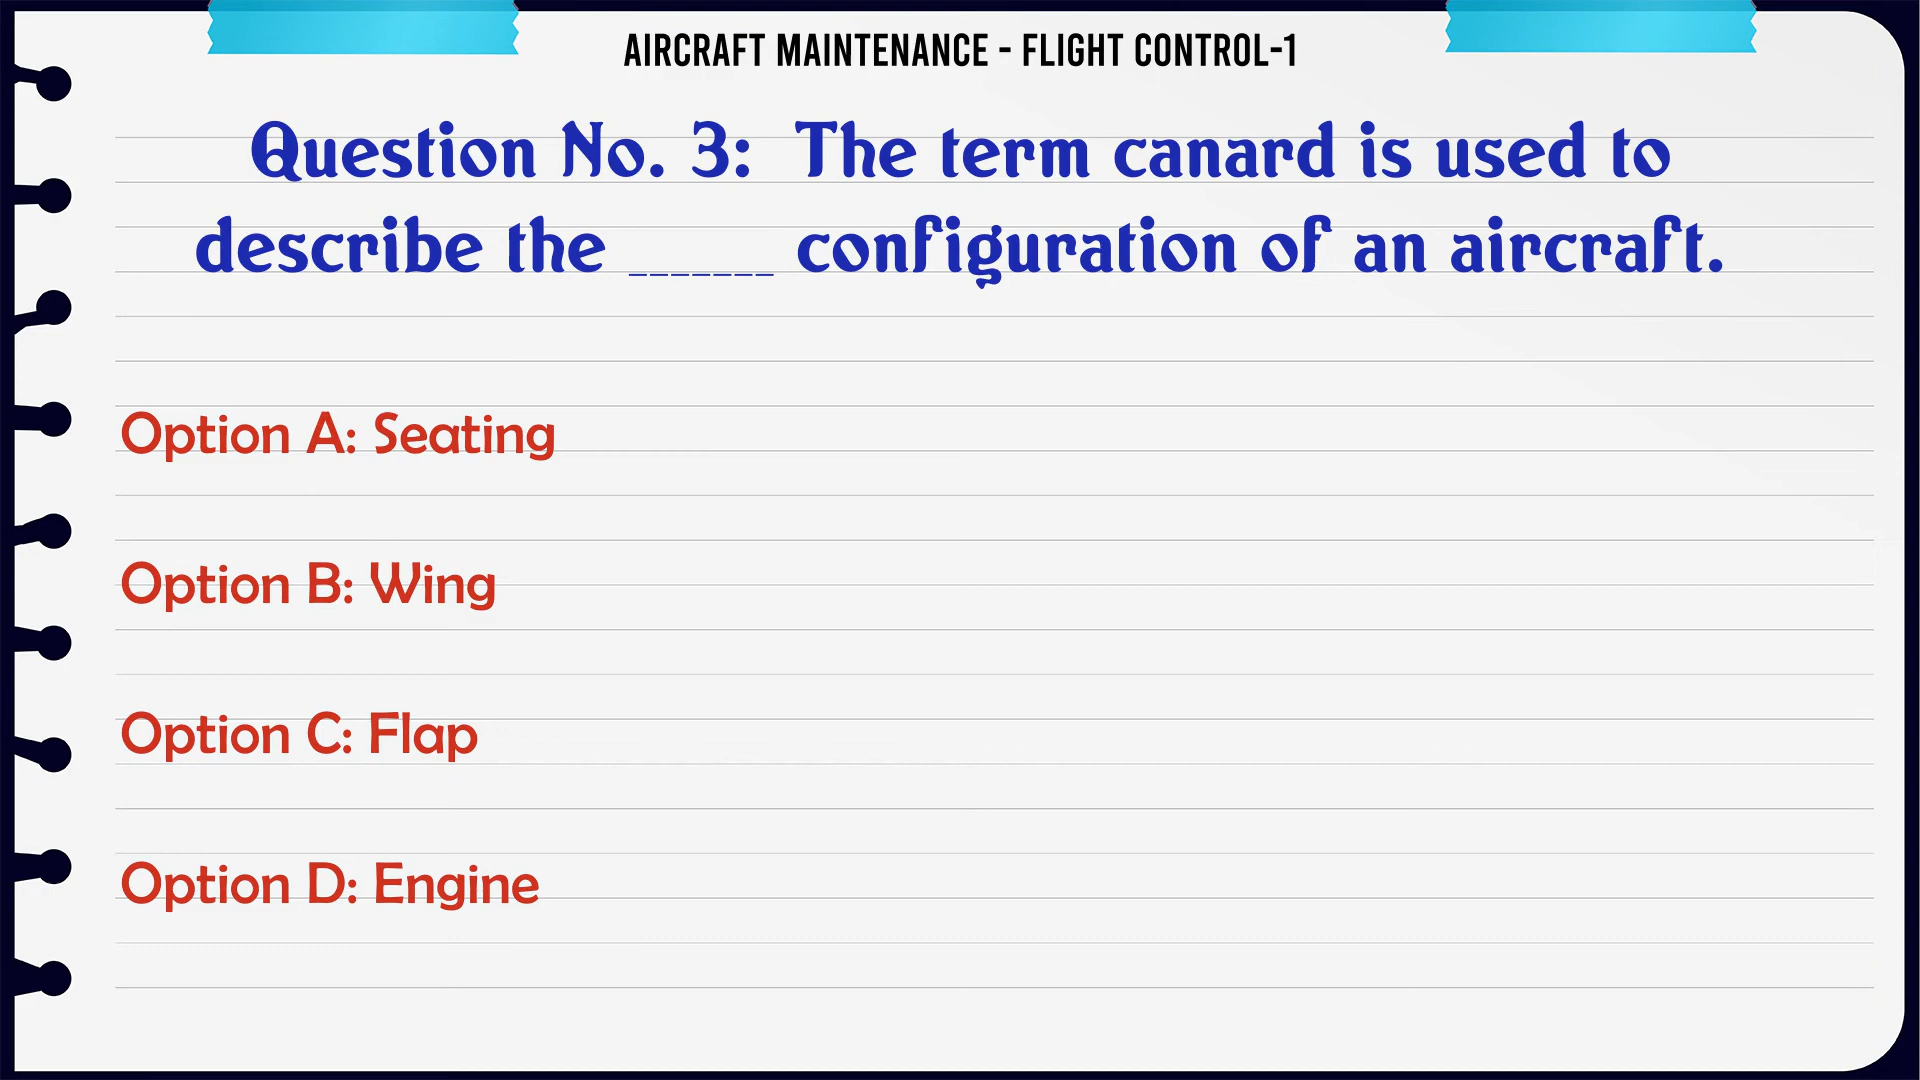 AIRCRAFT MAINTENANCE - FLIGHT CONTROL-1
Question No. 3: The term canard is used to
describe the _______ configuration of an aircraft.
Option A: Seating
Option B: Wing
Option C: Flap
Option D: Engine